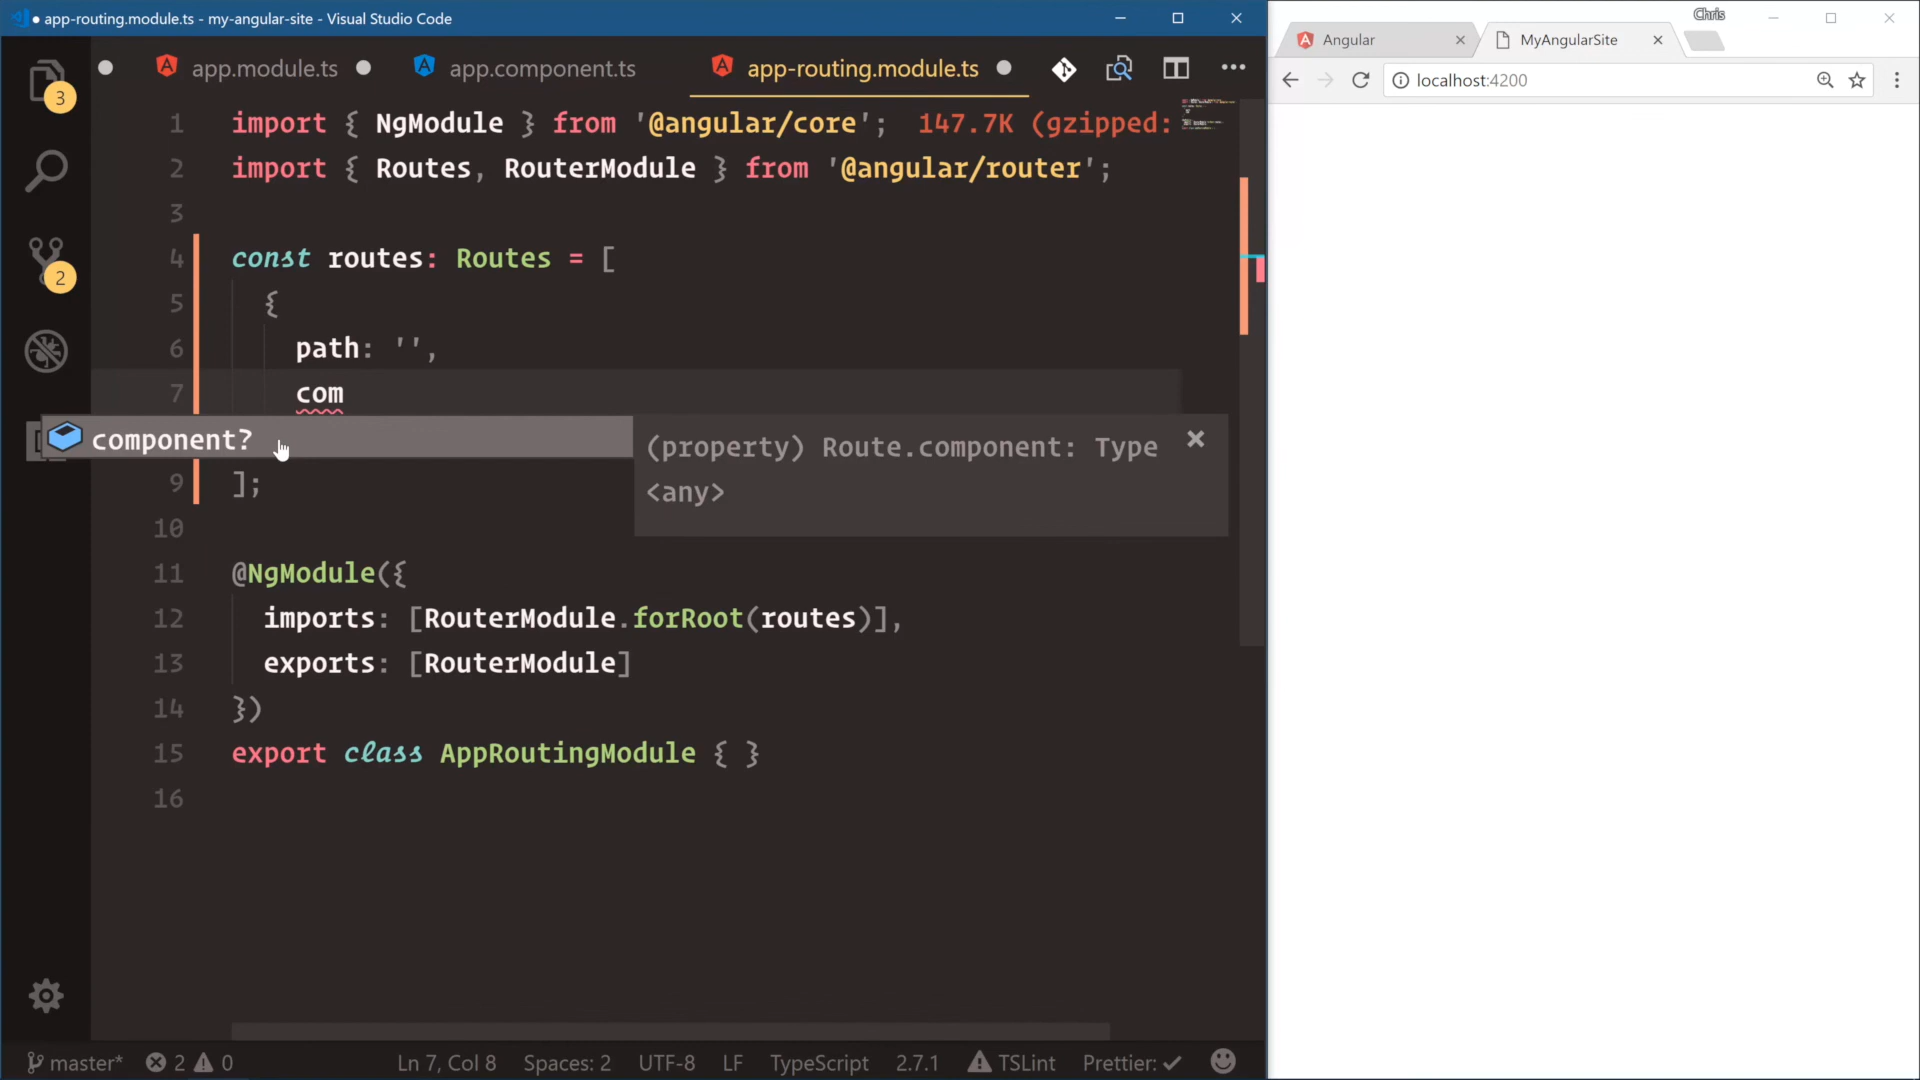 app-routing.module.ts - my-angular-site - Visual Studio Code
3
2
app.module.ts
app.component.ts
app-routing.module.ts
1 import { NgModule } from '@angular/core'; 147.7K (gzipped:
2 import { Routes, RouterModule } from '@angular/router';
3
4 const routes: Routes = [
5 {
6 path: '',
7 com
component?
(property) Route.component: Type
<any>
9 ];
10
11 @NgModule({
12 imports: [RouterModule.forRoot(routes)],
13 exports: [RouterModule]
14 })
15 export class AppRoutingModule { }
16
master* 2 0 Ln 7, Col 8 Spaces: 2 UTF-8 LF TypeScript 2.7.1 TSLint Prettier:
Chris
Angular
MyAngularSite
localhost:4200